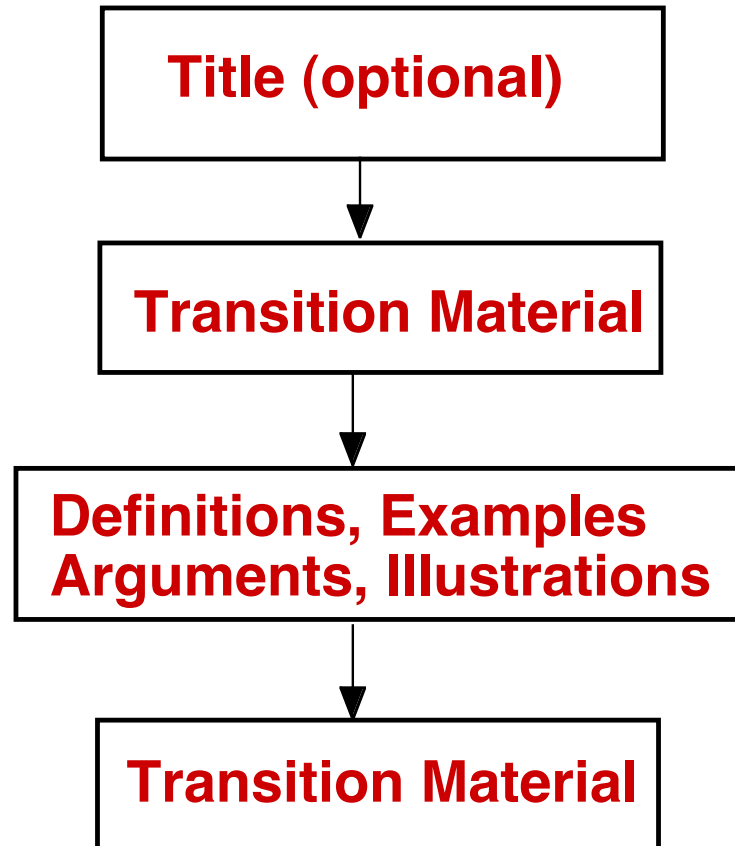 Title (optional)
Transition Material
Definitions, Examples
Arguments, Illustrations
Transition Material